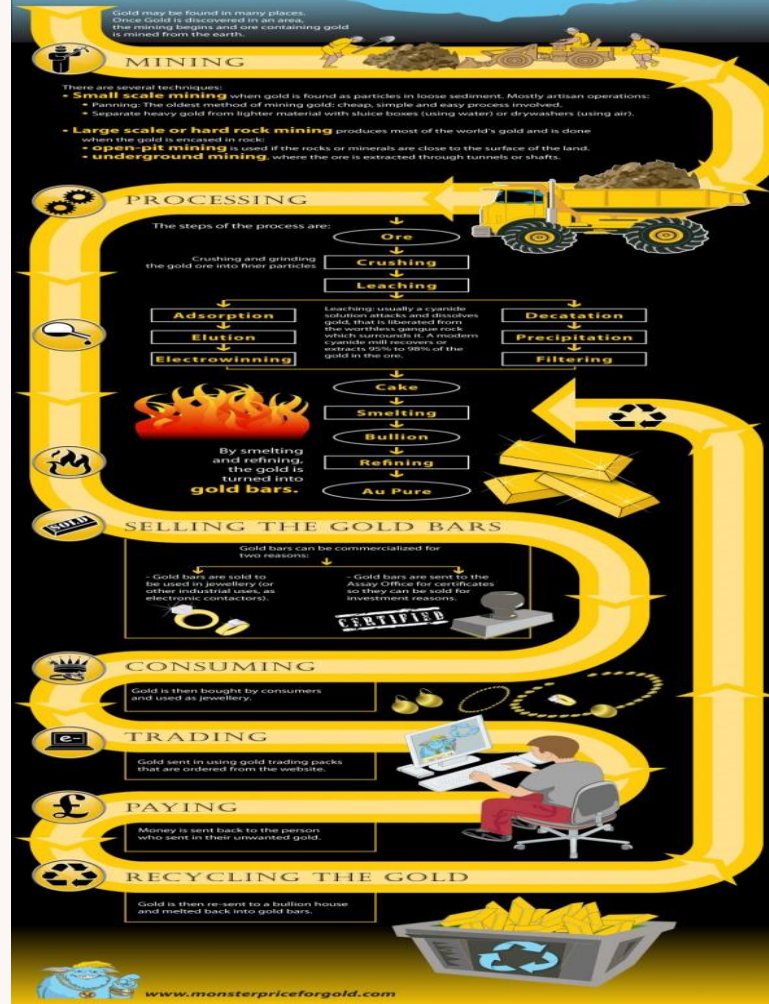 Gold may be found in many places.
Once Gold is discovered in an area,
the mining begins and ore containing gold
is mined from the earth.
MINING
There are several techniques:
• Small scale mining when gold is found as particles in loose sediment. Mostly artisan operations:
• Panning: The oldest method of mining gold: cheap, simple and easy process involved.
• Separate heavy gold from lighter material with sluice boxes (using water) or drywashers (using air).
• Large scale or hard rock mining produces most of the world's gold and is done
when the gold is encased in rock:
• open-pit mining is used if the rocks or minerals are close to the surface of the land.
• underground mining, where the ore is extracted through tunnels or shafts.
PROCESSING
The steps of the process are:
Ore
Crushing and grinding
the gold ore into finer particles
Crushing
Leaching
Adsorption
Elution
Electrowinning
Leaching: usually a cyanide
solution attacks and dissolves
gold, that is liberated from
the worthless gangue rock
which surrounds it. A modern
cyanide mill recovers or
extracts 95% to 98% of the
gold in the ore.
Decatation
Precipitation
Filtering
Cake
Smelting
Bullion
Refining
Au Pure
By smelting
and refining,
the gold is
turned into
gold bars.
SOLD
SELLING THE GOLD BARS
Gold bars can be commercialized for
two reasons:
- Gold bars are sold to
be used in jewellery (or
other industrial uses, as
electronic contactors).
- Gold bars are sent to the
Assay Office for certificates
so they can be sold for
investment reasons.
CERTIFIED
CONSUMING
Gold is then bought by consumers
and used as jewellery.
e-
TRADING
Gold sent in using gold trading packs
that are ordered from the website.
£
PAYING
Money is sent back to the person
who sent in their unwanted gold.
RECYCLING THE GOLD
Gold is then re-sent to a bullion house
and melted back into gold bars.
www.monsterpriceforgold.com